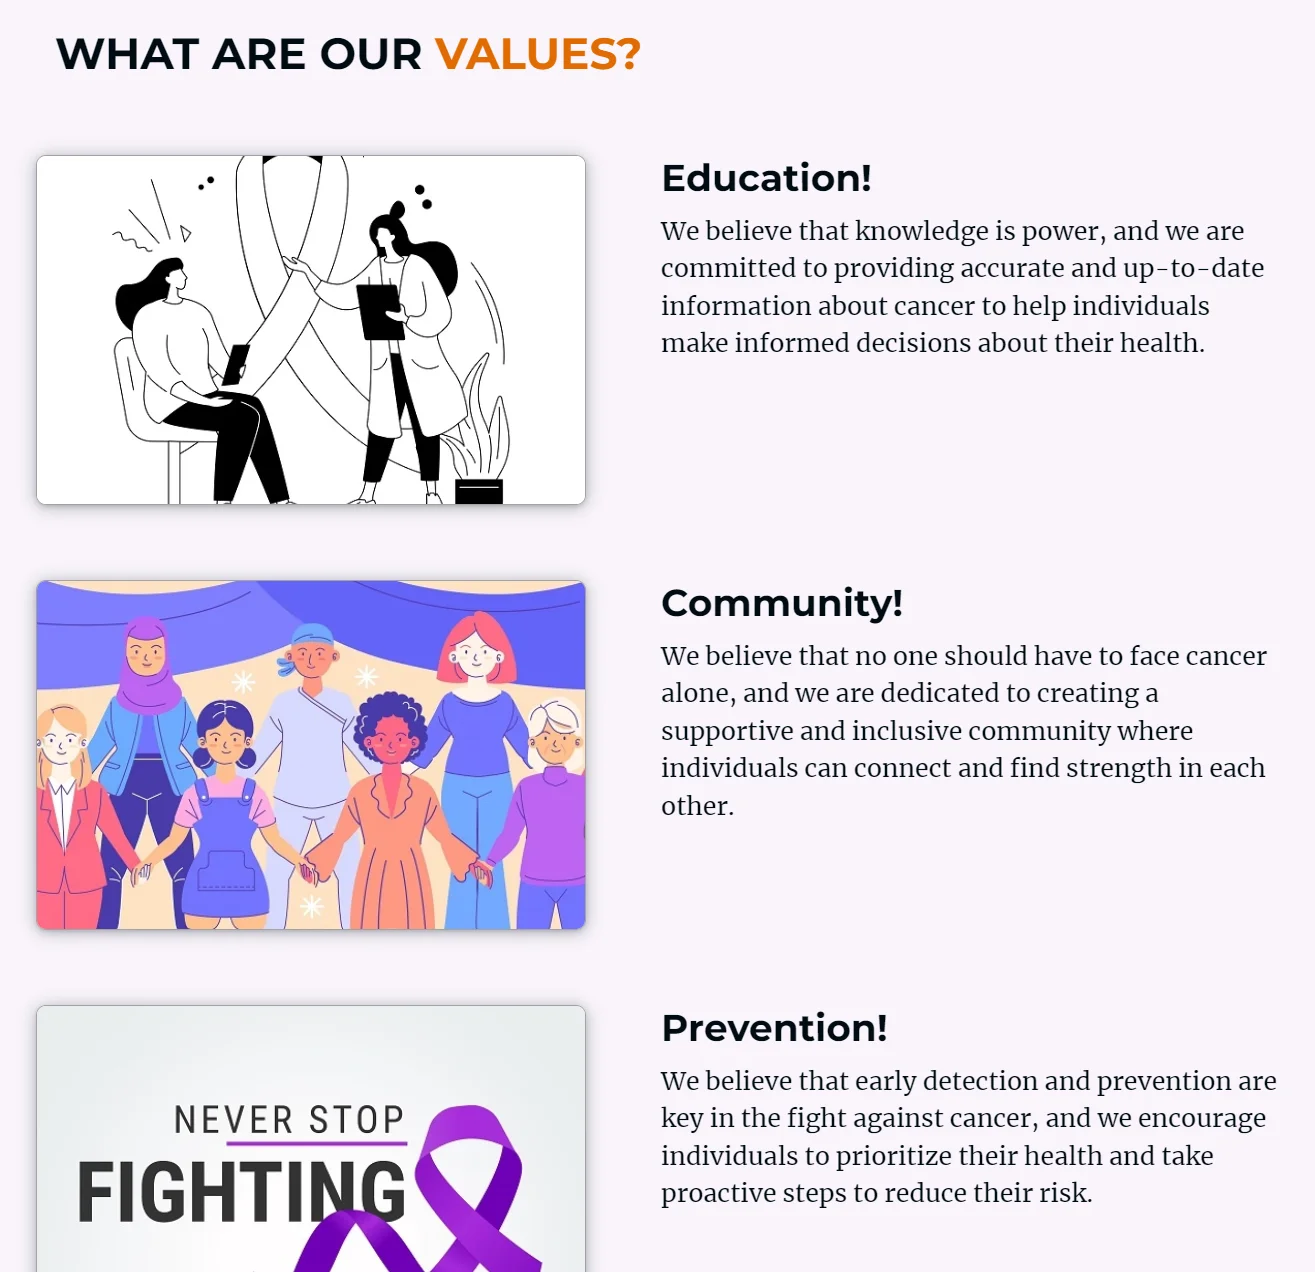 WHAT ARE OUR VALUES?
Education!
We believe that knowledge is power, and we are
committed to providing accurate and up-to-date
information about cancer to help individuals
make informed decisions about their health.
Community!
We believe that no one should have to face cancer
alone, and we are dedicated to creating a
supportive and inclusive community where
individuals can connect and find strength in each
other.
NEVER STOP
FIGHTING
Prevention!
We believe that early detection and prevention are
key in the fight against cancer, and we encourage
individuals to prioritize their health and take
proactive steps to reduce their risk.